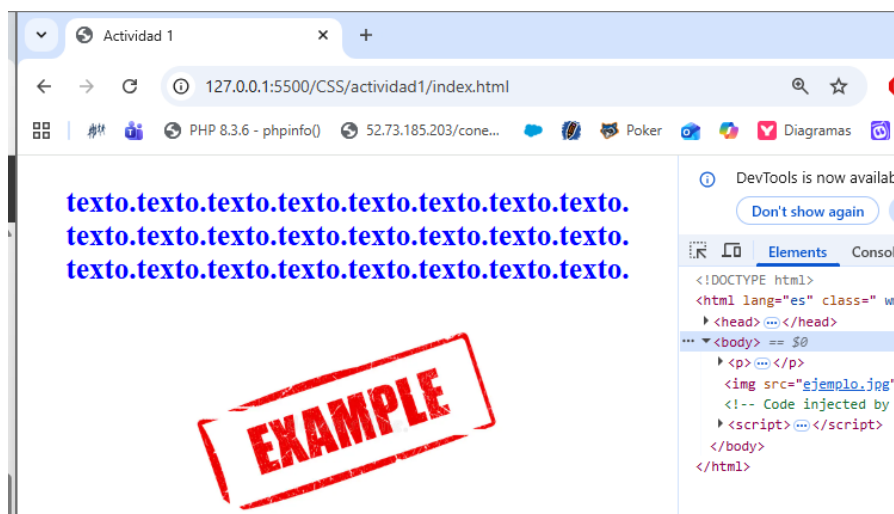 Actividad 1
127.0.0.1:5500/CSS/actividad1/index.html
PHP 8.3.6 - phpinfo() 52.73.185.203/cone... Poker Diagramas
texto.texto.texto.texto.texto.texto.texto.texto.
texto.texto.texto.texto.texto.texto.texto.texto.
texto.texto.texto.texto.texto.texto.texto.texto.
EXAMPLE
DevTools is now availab
Don't show again
Elements Consol
<!DOCTYPE html>
<html lang="es" class=" w
<head> ... </head>
... <body> == $0
<p> ... </p>
<img src="ejemplo.jpg"
<!-- Code injected by
<script> ... </script>
</body>
</html>